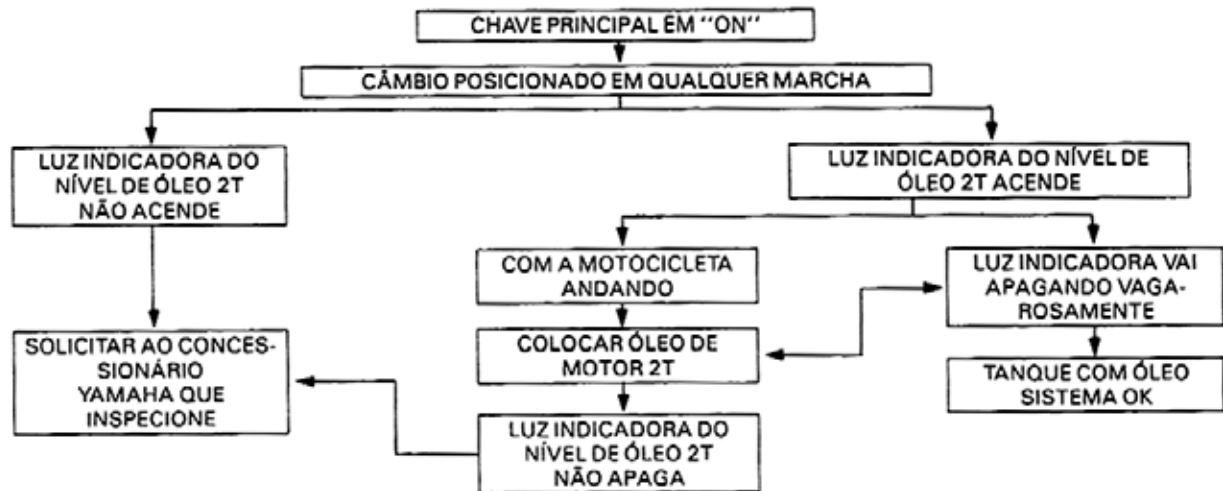 CHAVE PRINCIPAL EM "ON"
CÂMBIO POSICIONADO EM QUALQUER MARCHA
LUZ INDICADORA DO
NÍVEL DE ÓLEO 2T
NÃO ACENDE
LUZ INDICADORA DO NÍVEL DE
ÓLEO 2T ACENDE
COM A MOTOCICLETA
ANDANDO
LUZ INDICADORA VAI
APAGANDO VAGA-
ROSAMENTE
SOLICITAR AO CONCES-
SIONÁRIO
YAMAHA QUE
INSPECIONE
COLOCAR ÓLEO DE
MOTOR 2T
TANQUE COM ÓLEO
SISTEMA OK
LUZ INDICADORA DO
NÍVEL DE ÓLEO 2T
NÃO APAGA